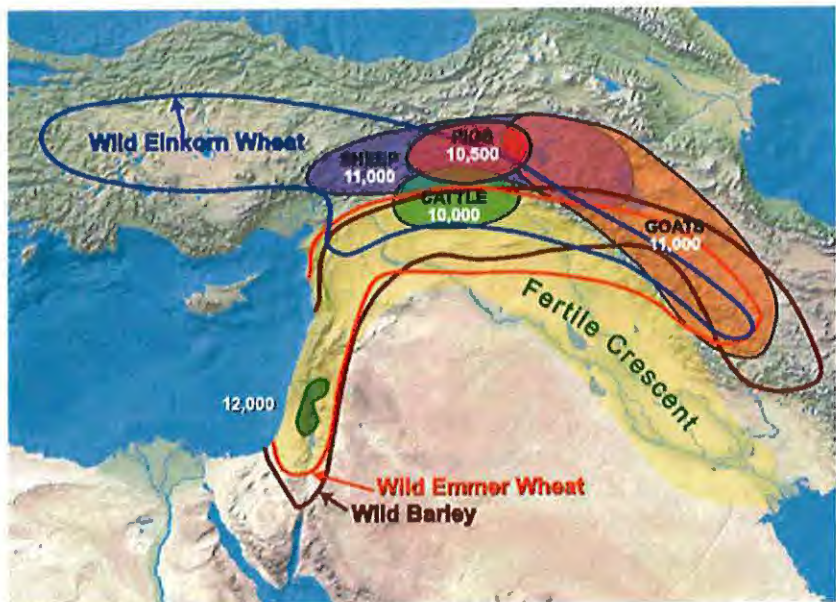 Wild Einkorn Wheat
PIGS
10,500
SHEEP
11,000
CATTLE
10,000
GOATS
11,000
Fertile Crescent
12,000
Wild Emmer Wheat
Wild Barley